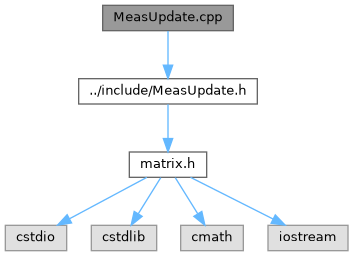 MeasUpdate.cpp
../include/MeasUpdate.h
matrix.h
cstdio
cstdlib
cmath
iostream